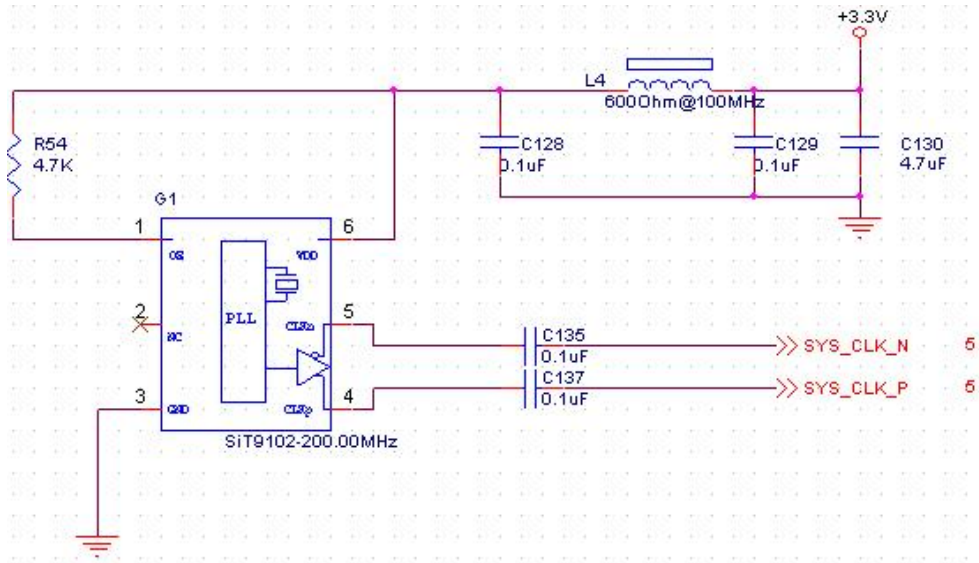 +3.3V
L4
600Ohm@100MHz
R54
4.7K
C128
0.1uF
C129
0.1uF
C130
4.7uF
G1
1
6
OE
VDD
2
5
NC
PLL
CLKn
C135
0.1uF
SYS_CLK_N
5
3
4
GND
CLKp
C137
0.1uF
SYS_CLK_P
5
SiT9102-200.00MHz